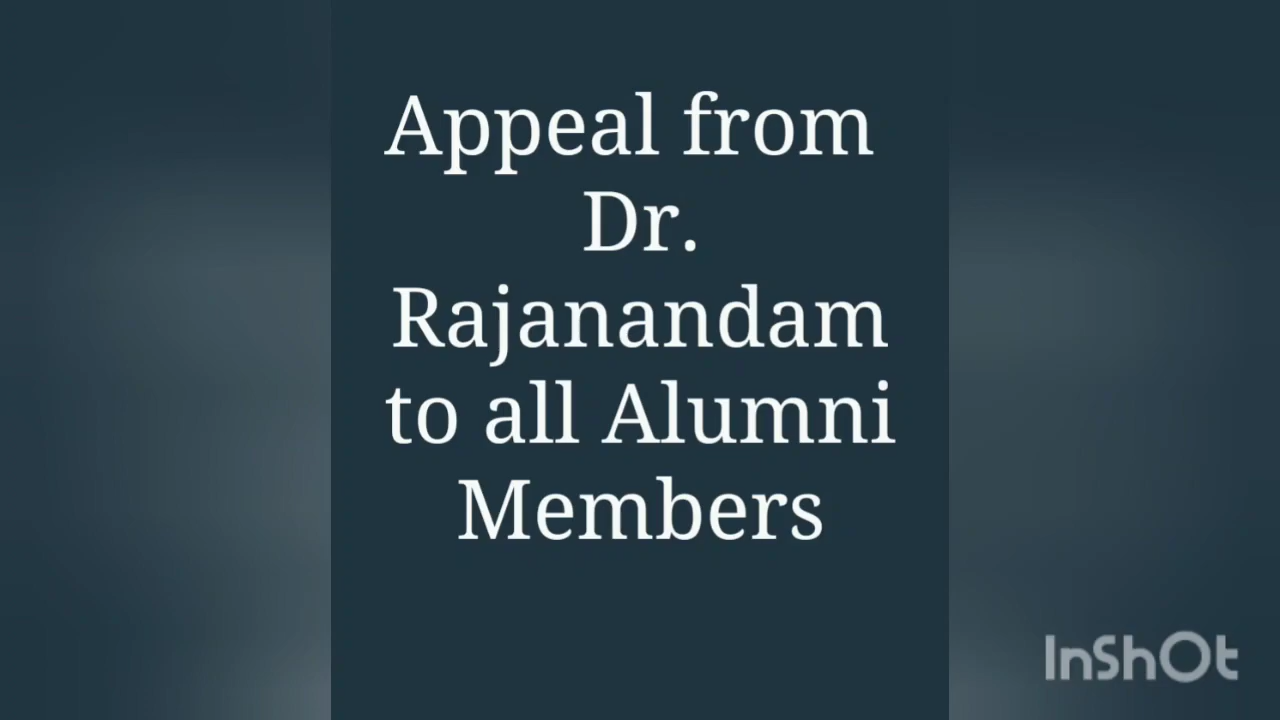 Appeal from
Dr.
Rajanandam
to all Alumni
Members
InShOt